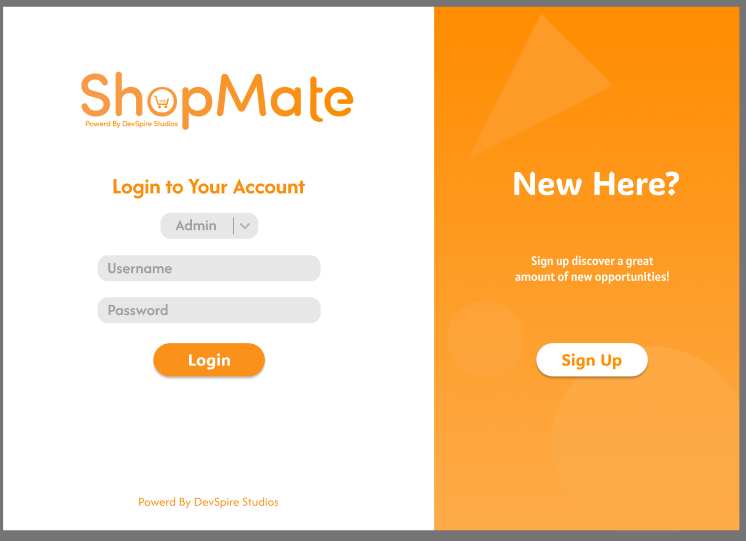 ShopMate
Powerd By DevSpire Studios
Login to Your Account
Admin
Username
Password
Login
Powerd By DevSpire Studios
New Here?
Sign up discover a great
amount of new opportunities!
Sign Up